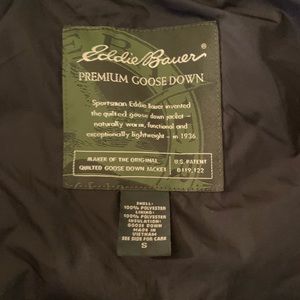 Eddie Bauer®
PREMIUM GOOSE DOWN
Sportsman Eddie Bauer invented
the quilted goose down jacket –
naturally warm, functional and
exceptionally lightweight – in 1936
MAKER OF THE ORIGINAL
QUILTED GOOSE DOWN JACKET
U.S. PATENT
D119,122
SHELL:
100% POLYESTER
LINING:
100% POLYESTER
INSULATION:
GOOSE DOWN
MADE IN
VIETNAM
SEE SIDE FOR CARE
S